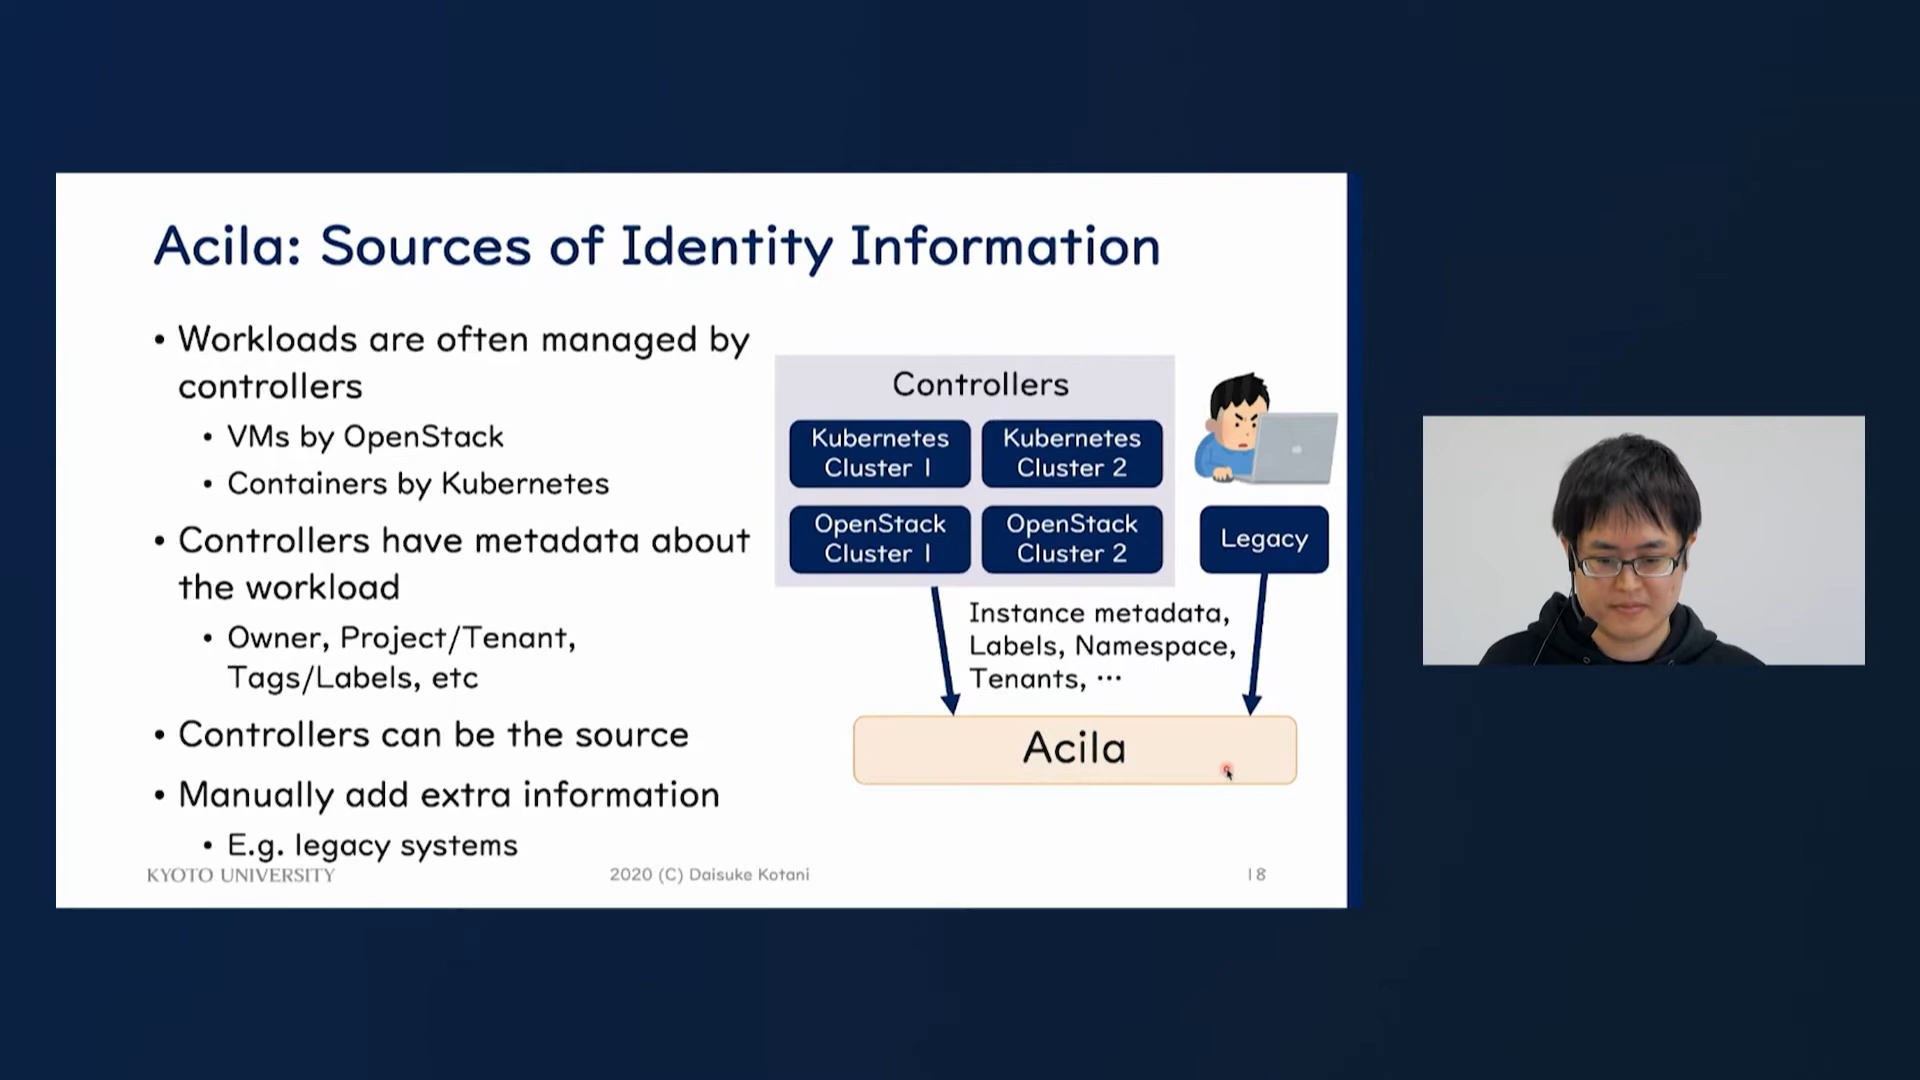 Acila: Sources of Identity Information
• Workloads are often managed by
controllers
• VMs by OpenStack
• Containers by Kubernetes
• Controllers have metadata about
the workload
• Owner, Project/Tenant,
Tags/Labels, etc
• Controllers can be the source
• Manually add extra information
• E.g. legacy systems
Controllers
Kubernetes
Cluster 1
Kubernetes
Cluster 2
OpenStack
Cluster 1
OpenStack
Cluster 2
Legacy
Instance metadata,
Labels, Namespace,
Tenants, ⋯
Acila
KYOTO UNIVERSITY
2020 (C) Daisuke Kotani
18